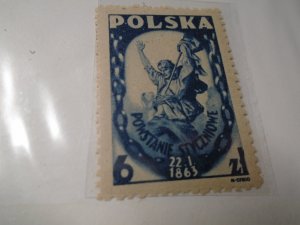 POLSKA
POWSTANIE STYCZNIOWE
22.I.
1863
6 zł